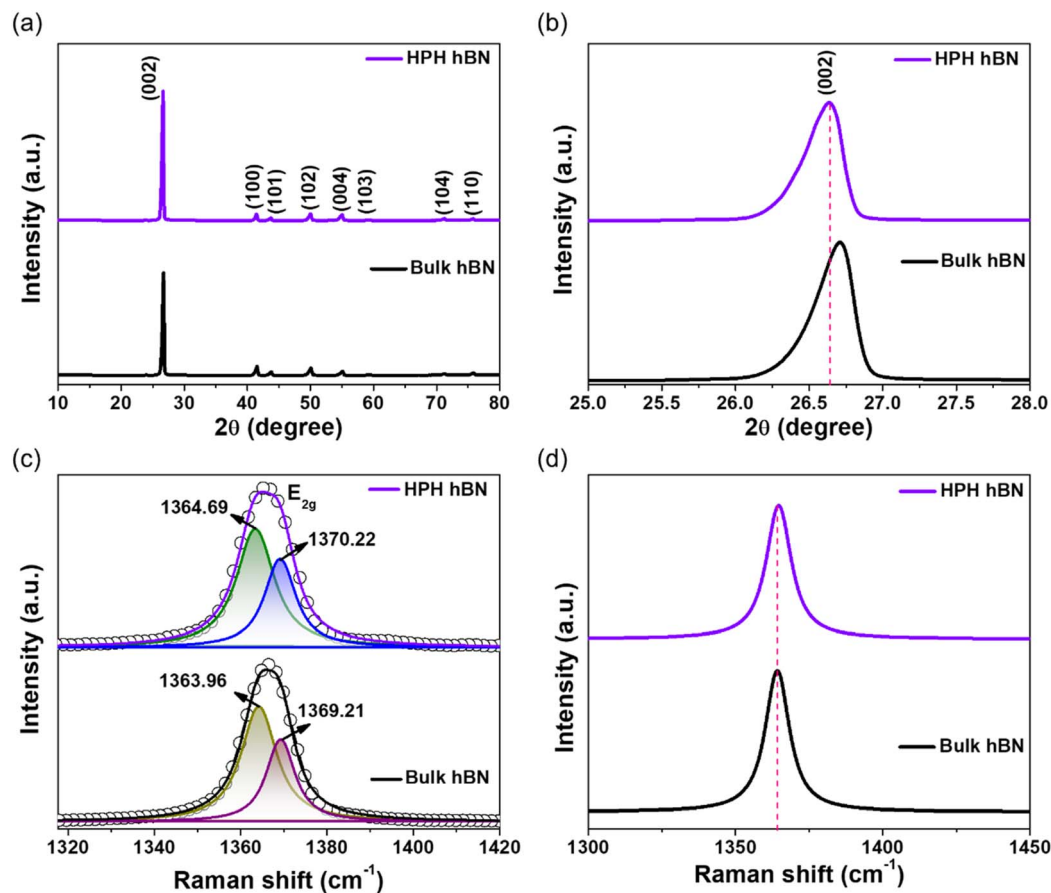 (a)
HPH hBN
(002)
(100)
(101)
(102)
(004)
(103)
(104)
(110)
Bulk hBN
Intensity (a.u.)
10 20 30 40 50 60 70 80
2θ (degree)
(b)
HPH hBN
(002)
Bulk hBN
Intensity (a.u.)
25.0 25.5 26.0 26.5 27.0 27.5 28.0
2θ (degree)
(c)
HPH hBN
E2g
1364.69
1370.22
1363.96
1369.21
Bulk hBN
Intensity (a.u.)
1320 1340 1360 1380 1400 1420
Raman shift (cm-1)
(d)
HPH hBN
Bulk hBN
Intensity (a.u.)
1300 1350 1400 1450
Raman shift (cm-1)